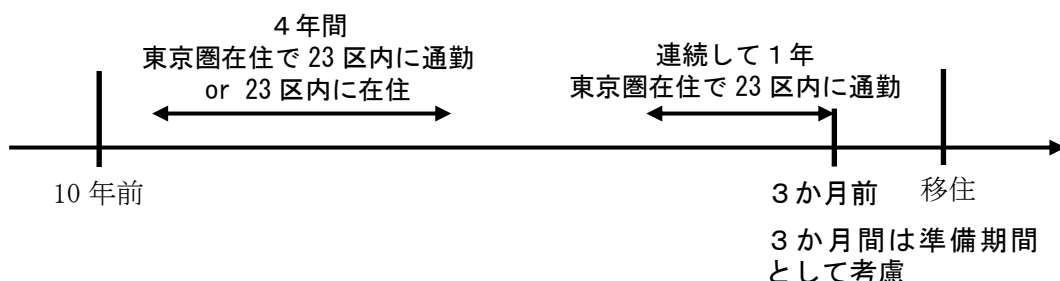 ４年間
東京圏在住で 23 区内に通勤
or 23 区内に在住
連続して１年
東京圏在住で 23 区内に通勤
10 年前
３か月前
移住
３か月間は準備期間
として考慮